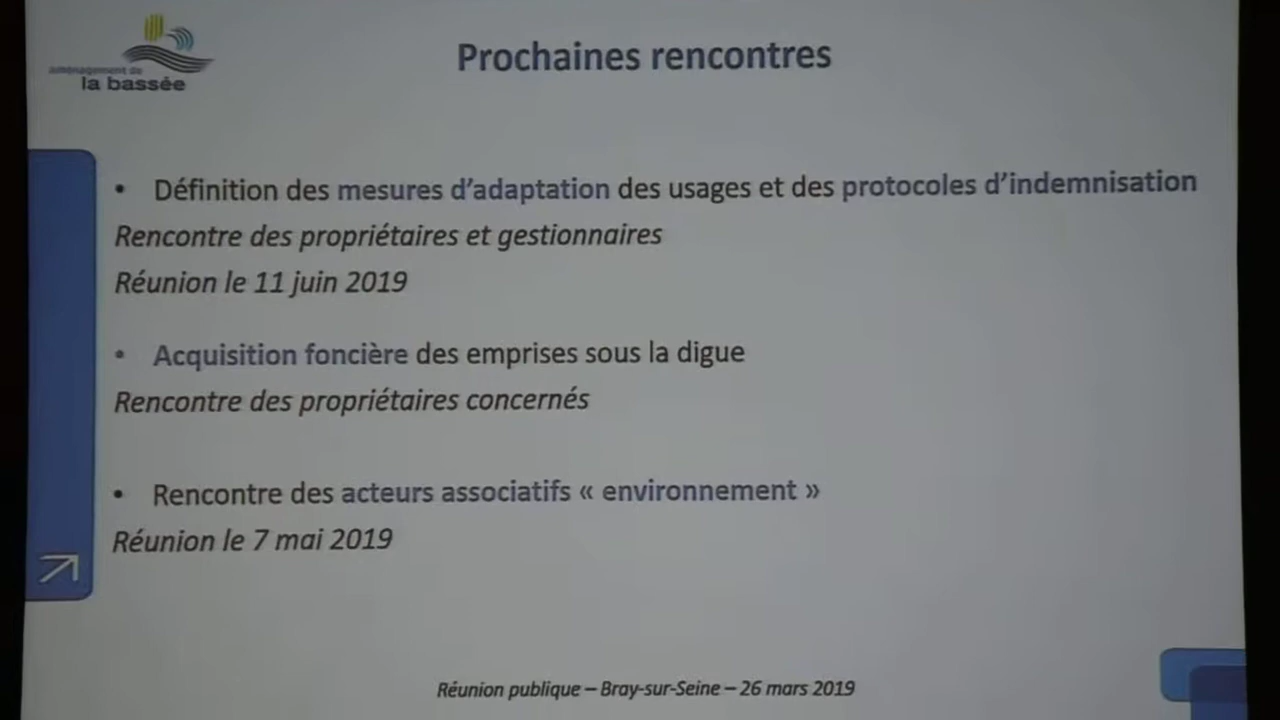 aménagement de
la bassée
Prochaines rencontres
• Définition des mesures d'adaptation des usages et des protocoles d'indemnisation
Rencontre des propriétaires et gestionnaires
Réunion le 11 juin 2019
• Acquisition foncière des emprises sous la digue
Rencontre des propriétaires concernés
• Rencontre des acteurs associatifs « environnement »
Réunion le 7 mai 2019
Réunion publique – Bray-sur-Seine – 26 mars 2019